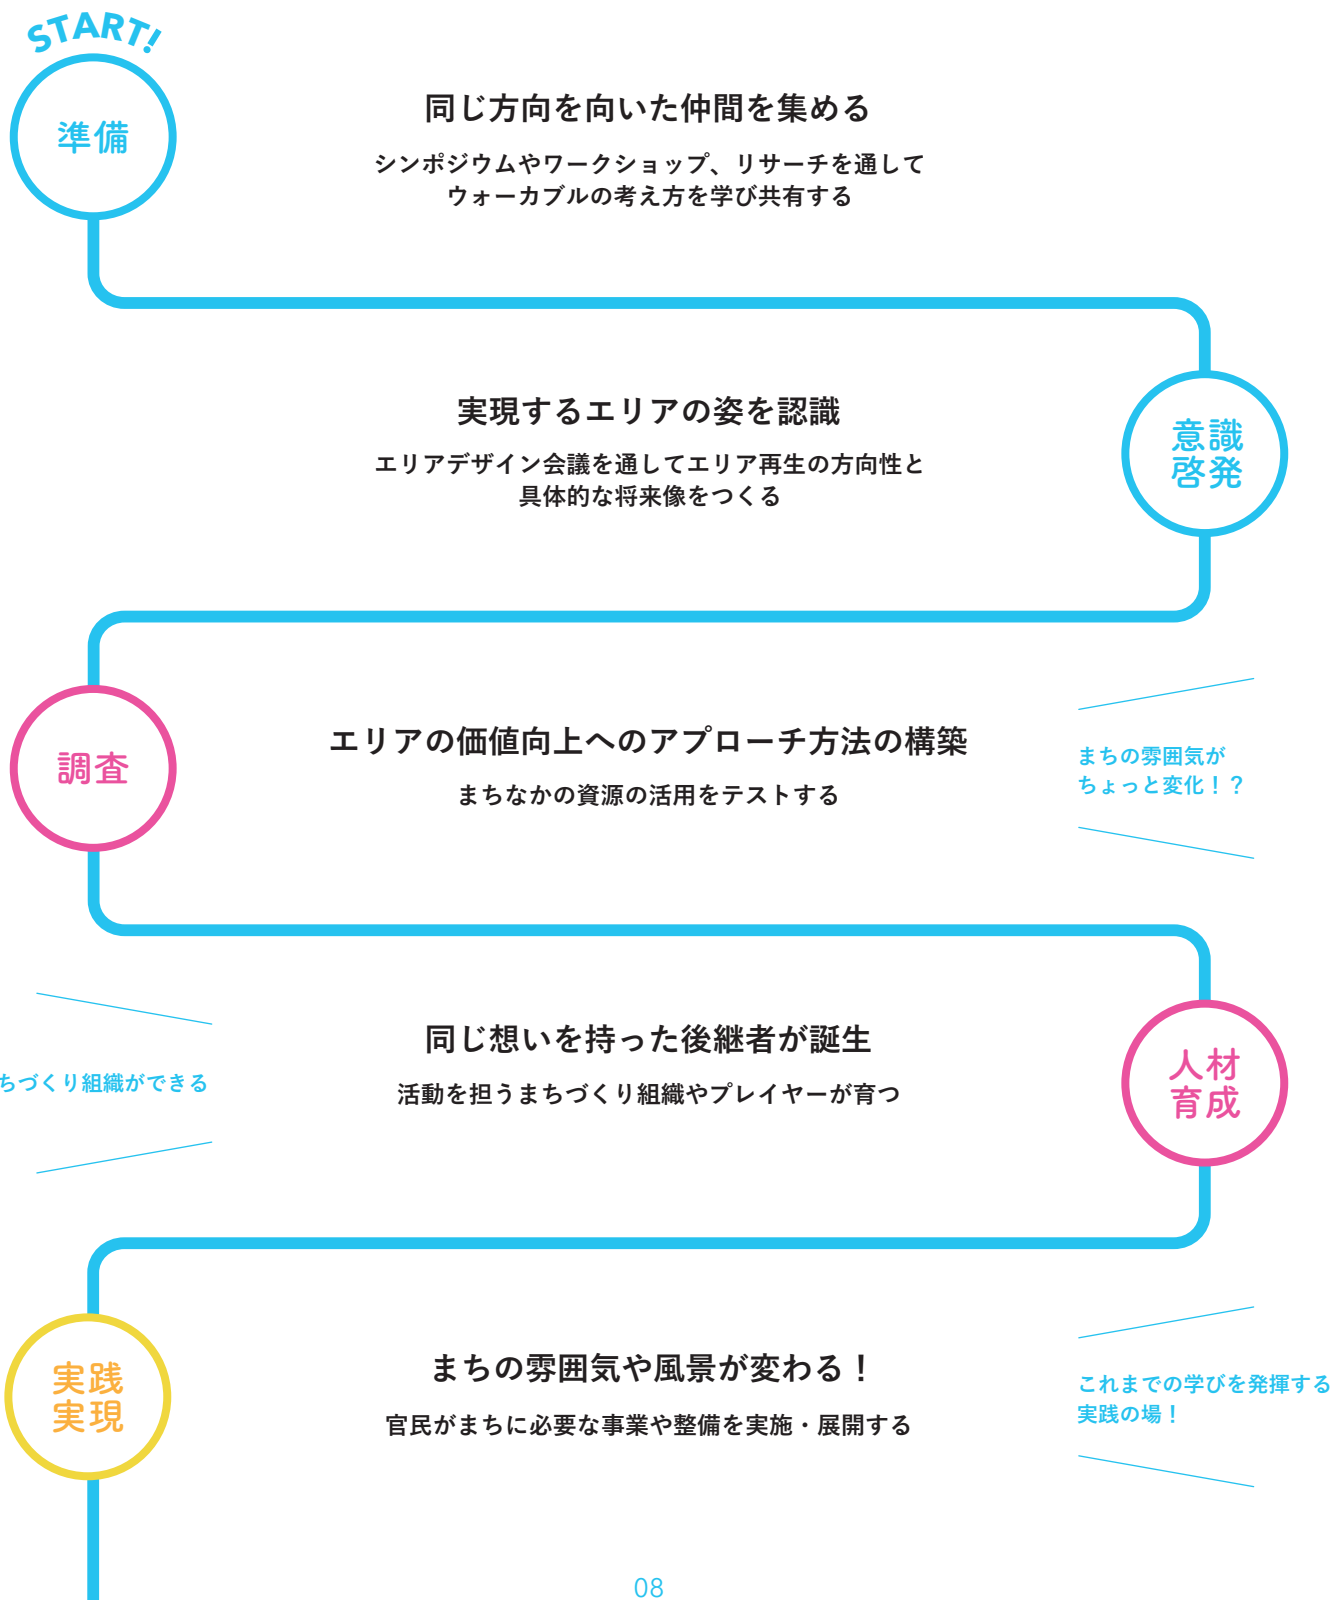 START!
準備
同じ方向を向いた仲間を集める
シンポジウムやワークショップ、リサーチを通して
ウォーカブルの考え方を学び共有する
実現するエリアの姿を認識
エリアデザイン会議を通してエリア再生の方向性と
具体的な将来像をつくる
意識
啓発
調査
エリアの価値向上へのアプローチ方法の構築
まちなかの資源の活用をテストする
まちの雰囲気が
ちょっと変化！？
ちづくり組織ができる
同じ想いを持った後継者が誕生
活動を担うまちづくり組織やプレイヤーが育つ
人材
育成
実践
実現
まちの雰囲気や風景が変わる！
官民がまちに必要な事業や整備を実施・展開する
これまでの学びを発揮する
実践の場！
08